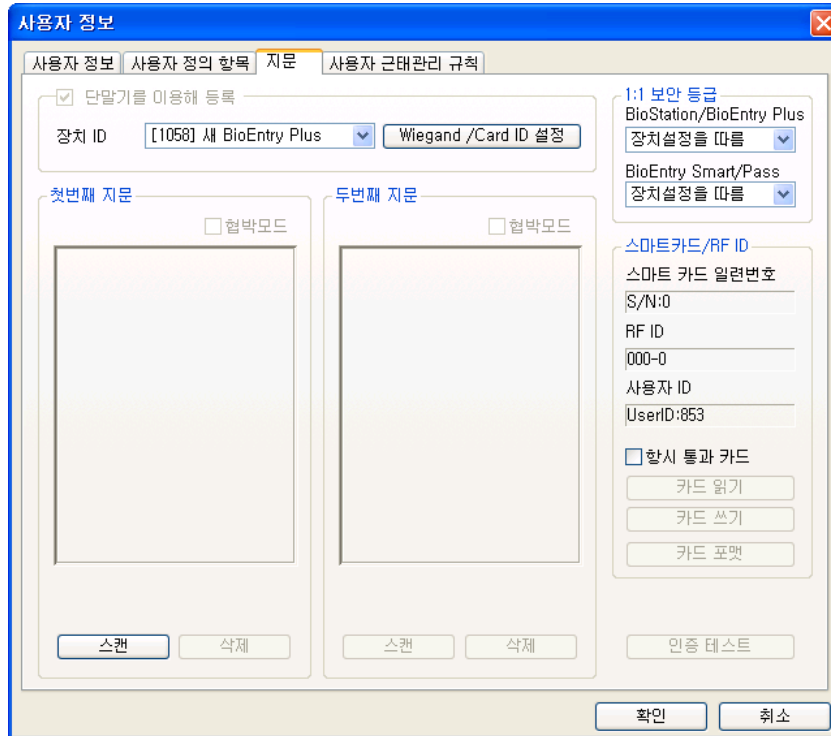 사용자 정보
사용자 정보 사용자 정의 항목 지문 사용자 근태관리 규칙
단말기를 이용해 등록
장치 ID [1058] 새 BioEntry Plus Wiegand /Card ID 설정
첫번째 지문
협박모드
스캔 삭제
두번째 지문
협박모드
스캔 삭제
1:1 보안 등급
BioStation/BioEntry Plus
장치설정을 따름
BioEntry Smart/Pass
장치설정을 따름
스마트카드/RF ID
스마트 카드 일련번호
S/N:0
RF ID
000-0
사용자 ID
UserID:853
항시 통과 카드
카드 읽기
카드 쓰기
카드 포맷
인증 테스트
확인 취소